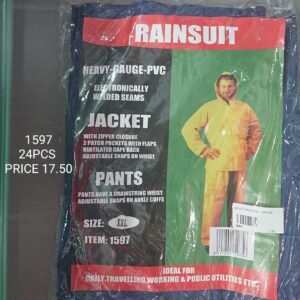 RAINSUIT
HEAVY-GAUGE-PVC
ELECTRONICALLY
WELDED SEAMS
JACKET
WITH ZIPPER CLOSURE
2 PATCH POCKETS WITH FLAPS
VENTILATED CAPE BACK
ADJUSTABLE SNAPS ON WRIST
PANTS
PANTS HAVE A DRAWSTRING WRIST
ADJUSTABLE SNAPS ON ANKLE CUFFS
SIZE: XXL
ITEM: 1597
IDEAL FOR
DAILY,TRAVELLING,WORKING & PUBLIC UTILITIES ETC
1597
24PCS
PRICE 17.50